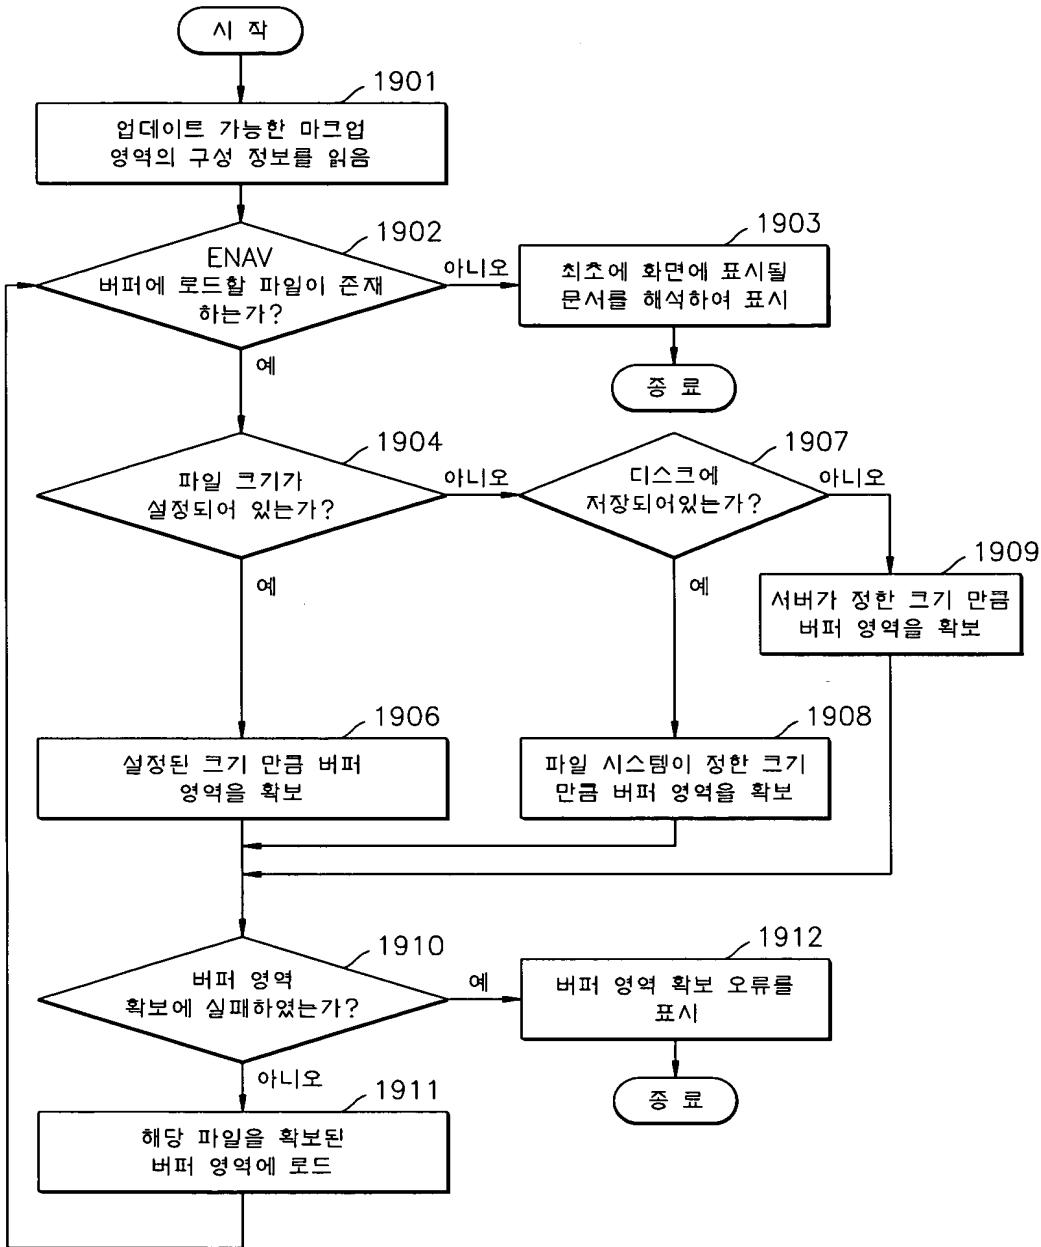 시 작
1901
업데이트 가능한 마크업
영역의 구성 정보를 읽음
1902
ENAV
버퍼에 로드할 파일이 존재
하는가?
아니오
1903
최초에 화면에 표시될
문서를 해석하여 표시
종 료
예
1904
파일 크기가
설정되어 있는가?
아니오
1907
디스크에
저장되어있는가?
아니오
예
예
1909
서버가 정한 크기 만큼
버퍼 영역을 확보
1906
설정된 크기 만큼 버퍼
영역을 확보
1908
파일 시스템이 정한 크기
만큼 버퍼 영역을 확보
1910
버퍼 영역
확보에 실패하였는가?
예
1912
버퍼 영역 확보 오류를
표시
종 료
아니오
1911
해당 파일을 확보된
버퍼 영역에 로드